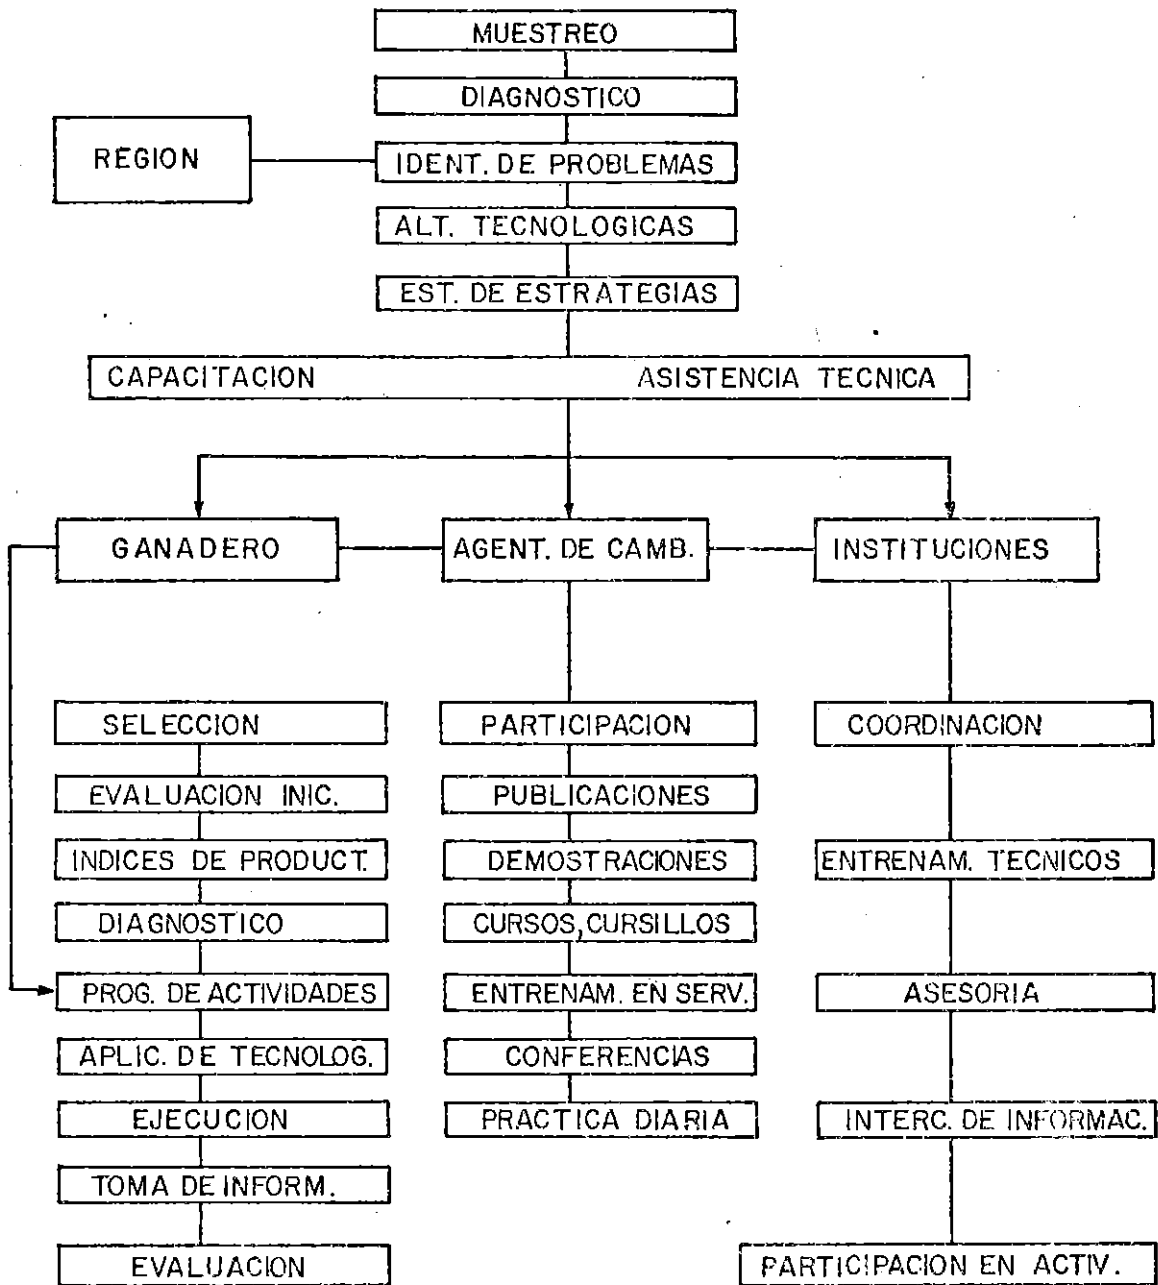 MUESTREO
DIAGNOSTICO
REGION
IDENT. DE PROBLEMAS
ALT. TECNOLOGICAS
EST. DE ESTRATEGIAS
CAPACITACION
ASISTENCIA TECNICA
GANADERO
AGENT. DE CAMB.
INSTITUCIONES
SELECCION
EVALUACION INIC.
INDICES DE PRODUCT.
DIAGNOSTICO
PROG. DE ACTIVIDADES
APLIC. DE TECNOLOG.
EJECUCION
TOMA DE INFORM.
EVALUACION
PARTICIPACION
PUBLICACIONES
DEMOSTRACIONES
CURSOS, CURSILLOS
ENTRENAM. EN SERV.
CONFERENCIAS
PRACTICA DIARIA
COORDINACION
ENTRENAM. TECNICOS
ASESORIA
INTERC. DE INFORMAC.
PARTICIPACION EN ACTIV.